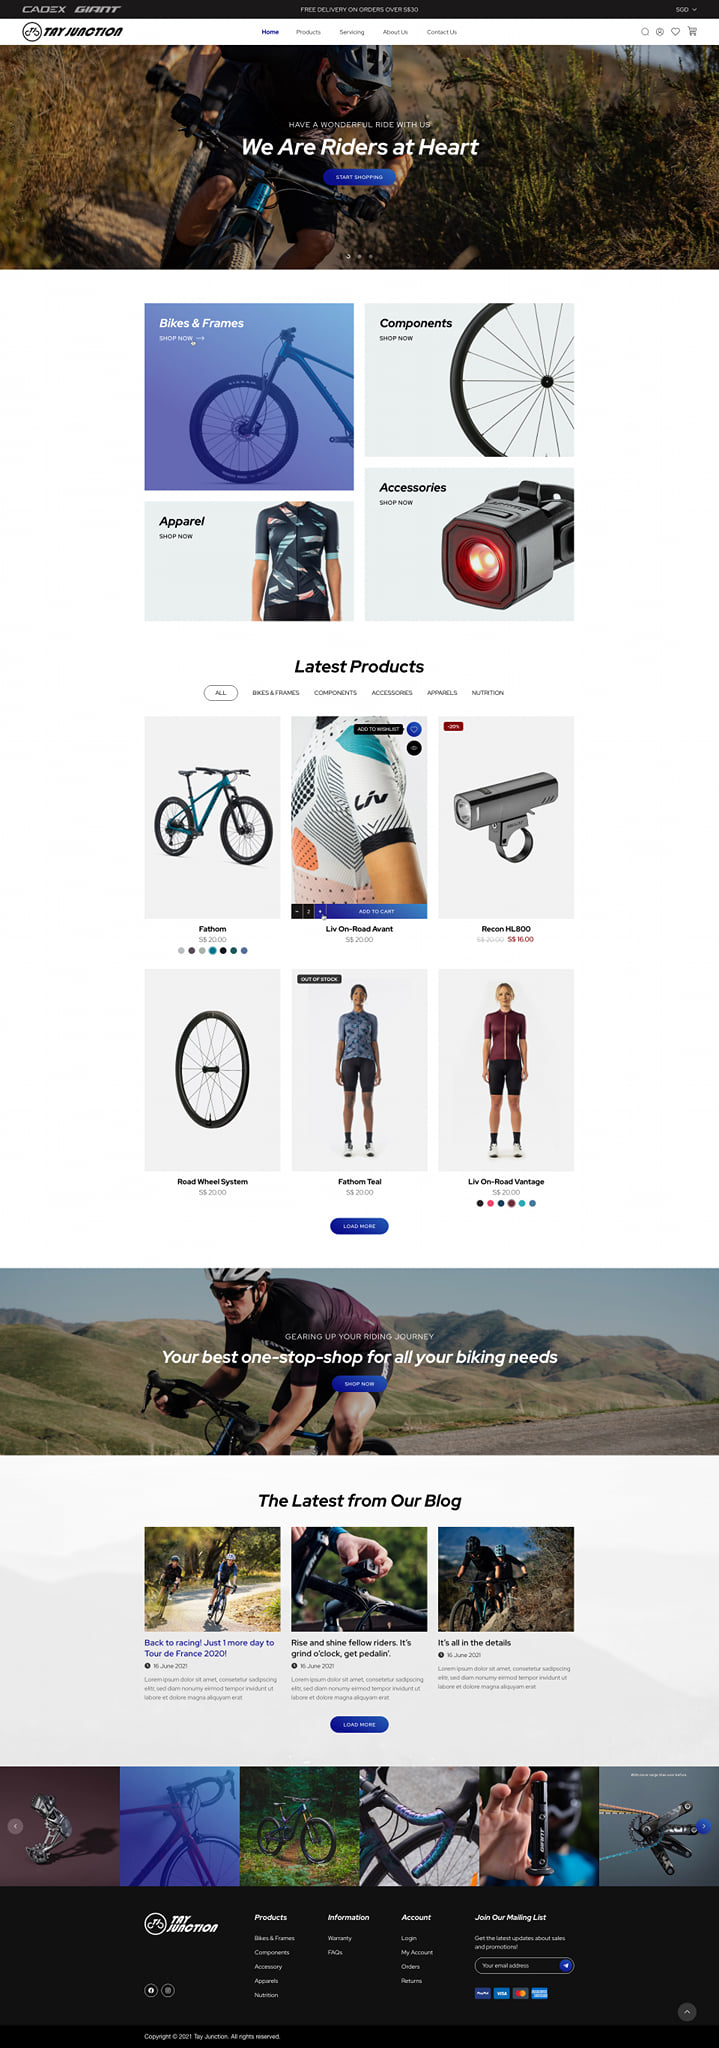 CADEX GIANT
FREE DELIVERY ON ORDERS OVER S$30
SGD
TAY JUNCTION
Home
Products
Servicing
About Us
Contact Us
HAVE A WONDERFUL RIDE WITH US
We Are Riders at Heart
START SHOPPING
Bikes & Frames
SHOP NOW
Components
SHOP NOW
Accessories
SHOP NOW
Apparel
SHOP NOW
Latest Products
ALL
BIKES & FRAMES
COMPONENTS
ACCESSORIES
APPARELS
NUTRITION
ADD TO WISHLIST
Liv
- 2 + ADD TO CART
-20%
Fathom
S$ 20.00
Liv On-Road Avant
S$ 20.00
Recon HL800
S$ 20.00 S$ 16.00
OUT OF STOCK
Road Wheel System
S$ 20.00
Fathom Teal
S$ 20.00
Liv On-Road Vantage
S$ 20.00
LOAD MORE
GEARING UP YOUR RIDING JOURNEY
Your best one-stop-shop for all your biking needs
SHOP NOW
The Latest from Our Blog
Back to racing! Just 1 more day to
Tour de France 2020!
16 June 2021
Lorem ipsum dolor sit amet, consetetur sadipscing
elitr, sed diam nonumy eirmod tempor invidunt ut
labore et dolore magna aliquyam erat
Rise and shine fellow riders. It's
grind o'clock, get pedalin'.
16 June 2021
Lorem ipsum dolor sit amet, consetetur sadipscing
elitr, sed diam nonumy eirmod tempor invidunt ut
labore et dolore magna aliquyam erat
It's all in the details
16 June 2021
Lorem ipsum dolor sit amet, consetetur sadipscing
elitr, sed diam nonumy eirmod tempor invidunt ut
labore et dolore magna aliquyam erat
LOAD MORE
GIANT
TAY JUNCTION
Products
Bikes & Frames
Components
Accessory
Apparels
Nutrition
Information
Warranty
FAQs
Account
Login
My Account
Orders
Returns
Join Our Mailing List
Get the latest updates about sales
and promotions!
Your email address
PayPal VISA
Copyright © 2021 Tay Junction. All rights reserved.